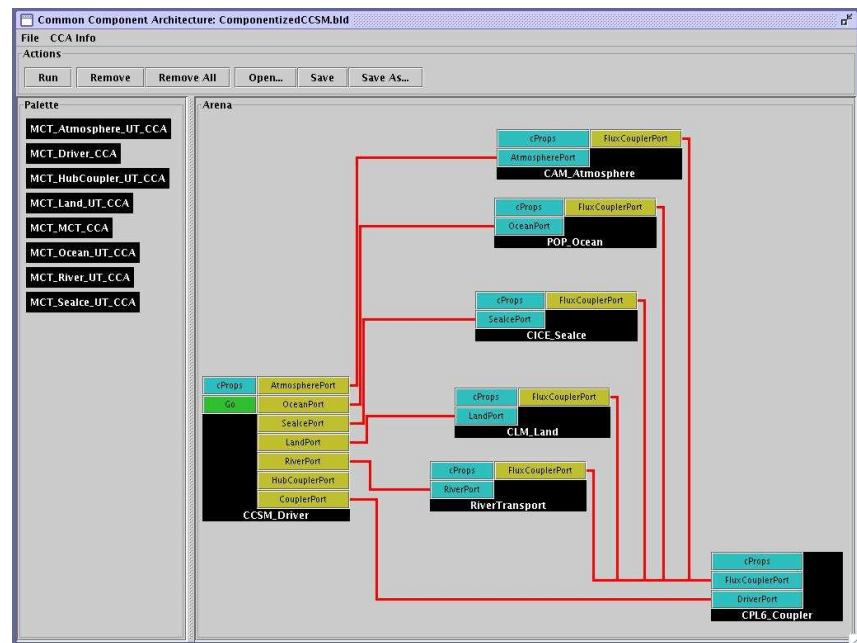 Common Component Architecture: ComponentizedCCSM.bld
File CCA Info
Actions
Run Remove Remove All Open... Save Save As...
Palette
MCT_Atmosphere_UT_CCA
MCT_Driver_CCA
MCT_HubCoupler_UT_CCA
MCT_Land_UT_CCA
MCT_MCT_CCA
MCT_Ocean_UT_CCA
MCT_River_UT_CCA
MCT_SeaIce_UT_CCA
Arena
cProps FluxCouplerPort
AtmospherePort
CAM_Atmosphere
cProps FluxCouplerPort
OceanPort
POP_Ocean
cProps FluxCouplerPort
SeaIcePort
CICE_SeaIce
cProps AtmospherePort
Go OceanPort
SeaIcePort
LandPort
RiverPort
HubCouplerPort
CouplerPort
CCSM_Driver
cProps FluxCouplerPort
LandPort
CLM_Land
cProps FluxCouplerPort
RiverPort
RiverTransport
cProps
FluxCouplerPort
DriverPort
CPL6_Coupler